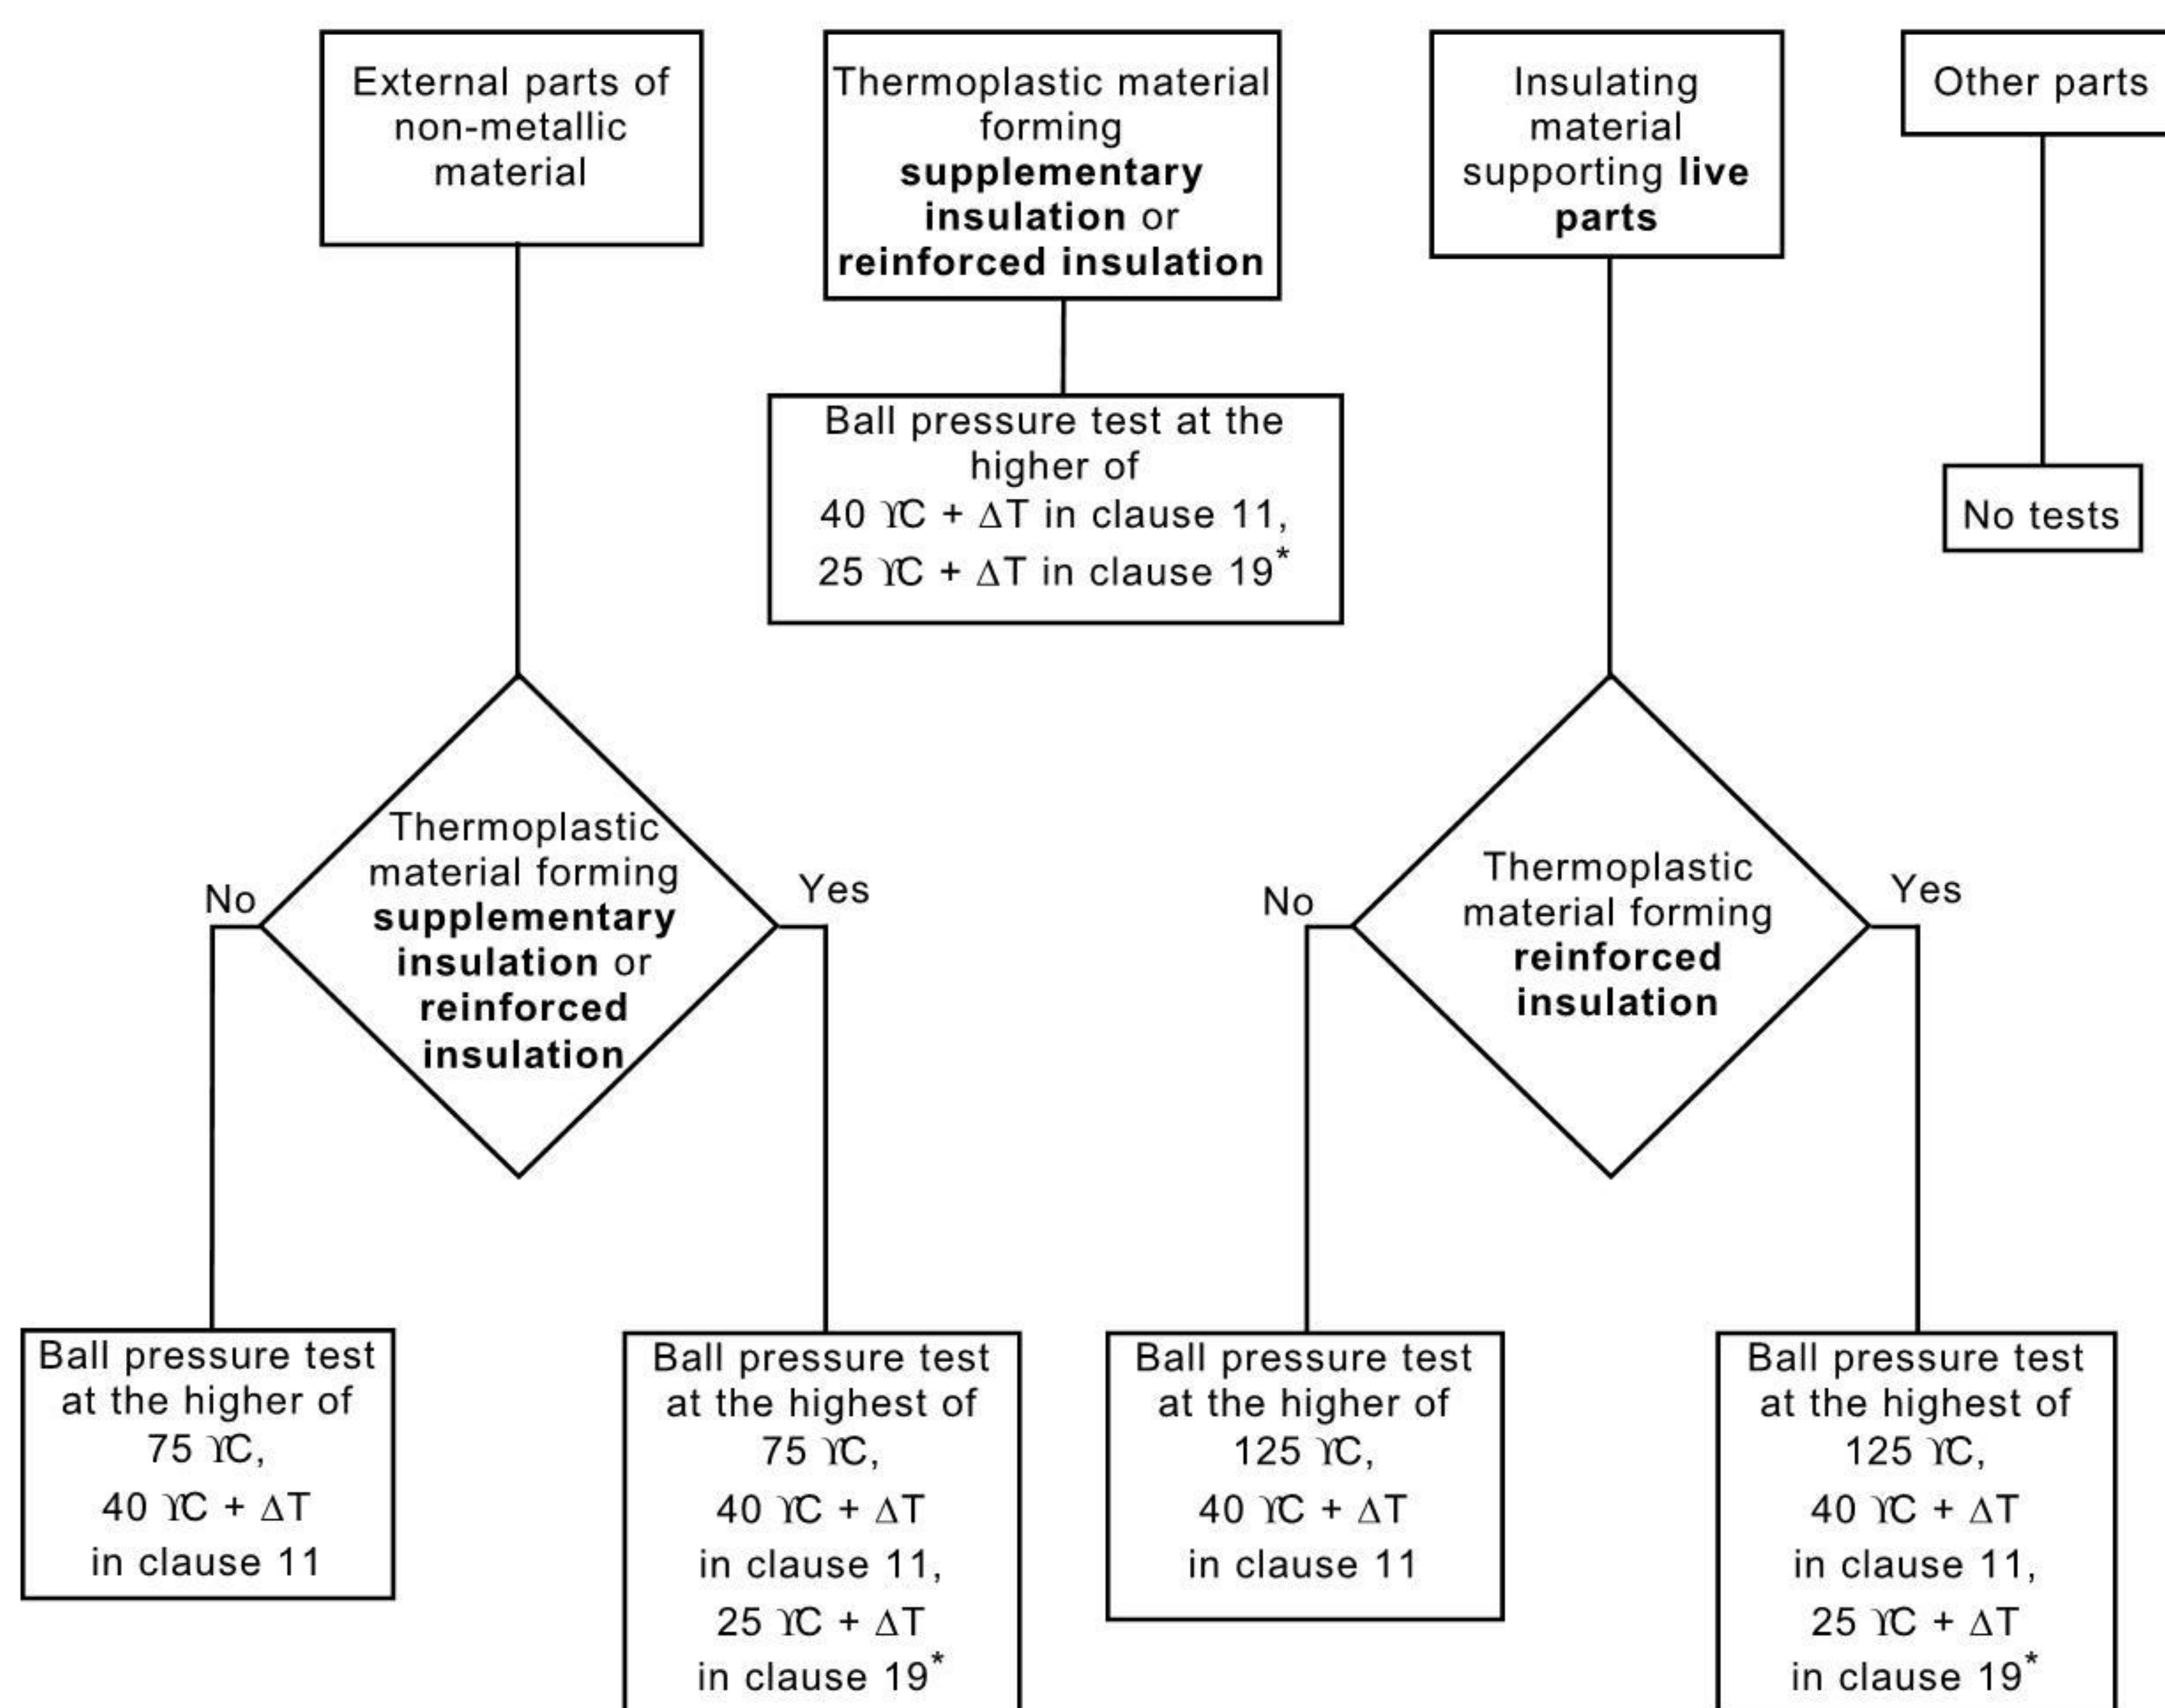 External parts of
non-metallic
material
Thermoplastic material
forming
supplementary
insulation or
reinforced insulation
Insulating
material
supporting live
parts
Other parts
Ball pressure test at the
higher of
40 ϒC + ΔT in clause 11,
25 ϒC + ΔT in clause 19*
No tests
Thermoplastic
material forming
supplementary
insulation or
reinforced
insulation
No
Yes
Thermoplastic
material forming
reinforced
insulation
No
Yes
Ball pressure test
at the higher of
75 ϒC,
40 ϒC + ΔT
in clause 11
Ball pressure test
at the highest of
75 ϒC,
40 ϒC + ΔT
in clause 11,
25 ϒC + ΔT
in clause 19*
Ball pressure test
at the higher of
125 ϒC,
40 ϒC + ΔT
in clause 11
Ball pressure test
at the highest of
125 ϒC,
40 ϒC + ΔT
in clause 11,
25 ϒC + ΔT
in clause 19*